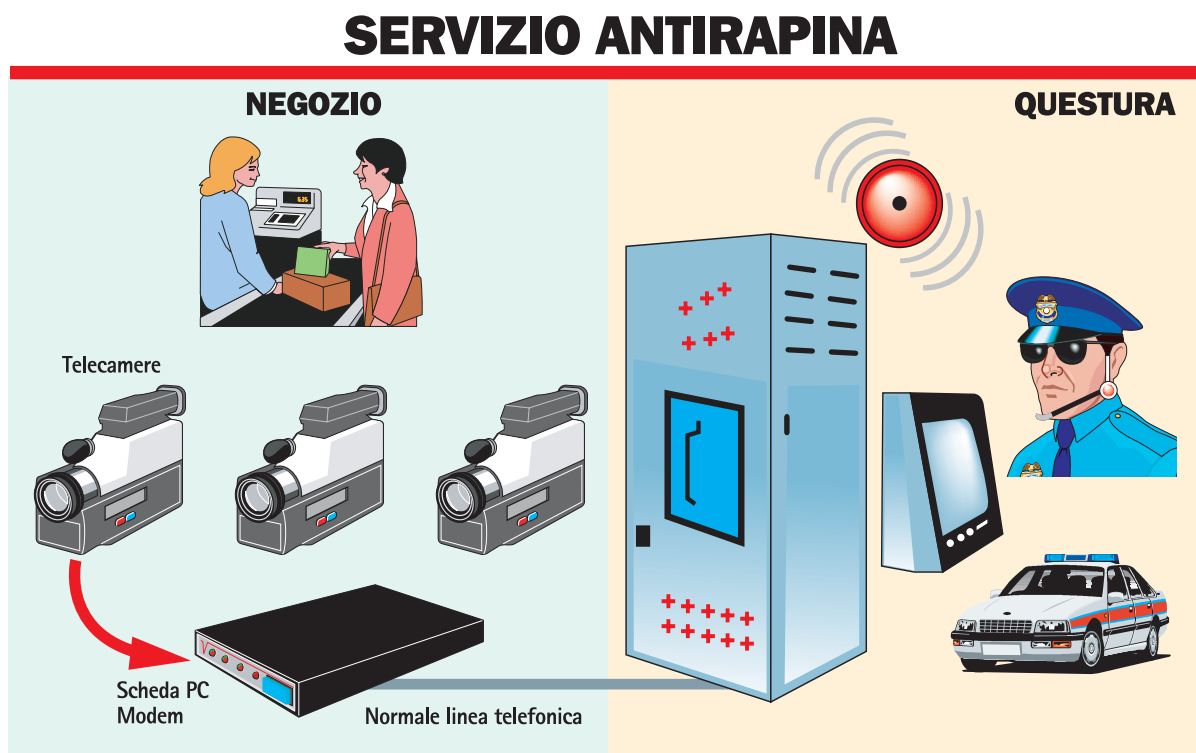 SERVIZIO ANTIRAPINA
NEGOZIO
QUESTURA
Telecamere
Scheda PC
Modem
Normale linea telefonica